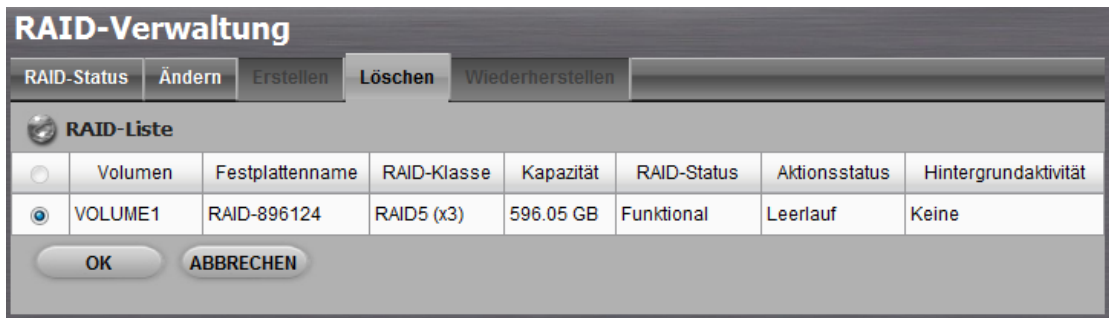 RAID-Verwaltung
RAID-Status Ändern Erstellen Löschen Wiederherstellen
RAID-Liste
Volumen Festplattenname RAID-Klasse Kapazität RAID-Status Aktionsstatus Hintergrundaktivität
VOLUME1 RAID-896124 RAID5 (x3) 596.05 GB Funktional Leerlauf Keine
OK ABBRECHEN